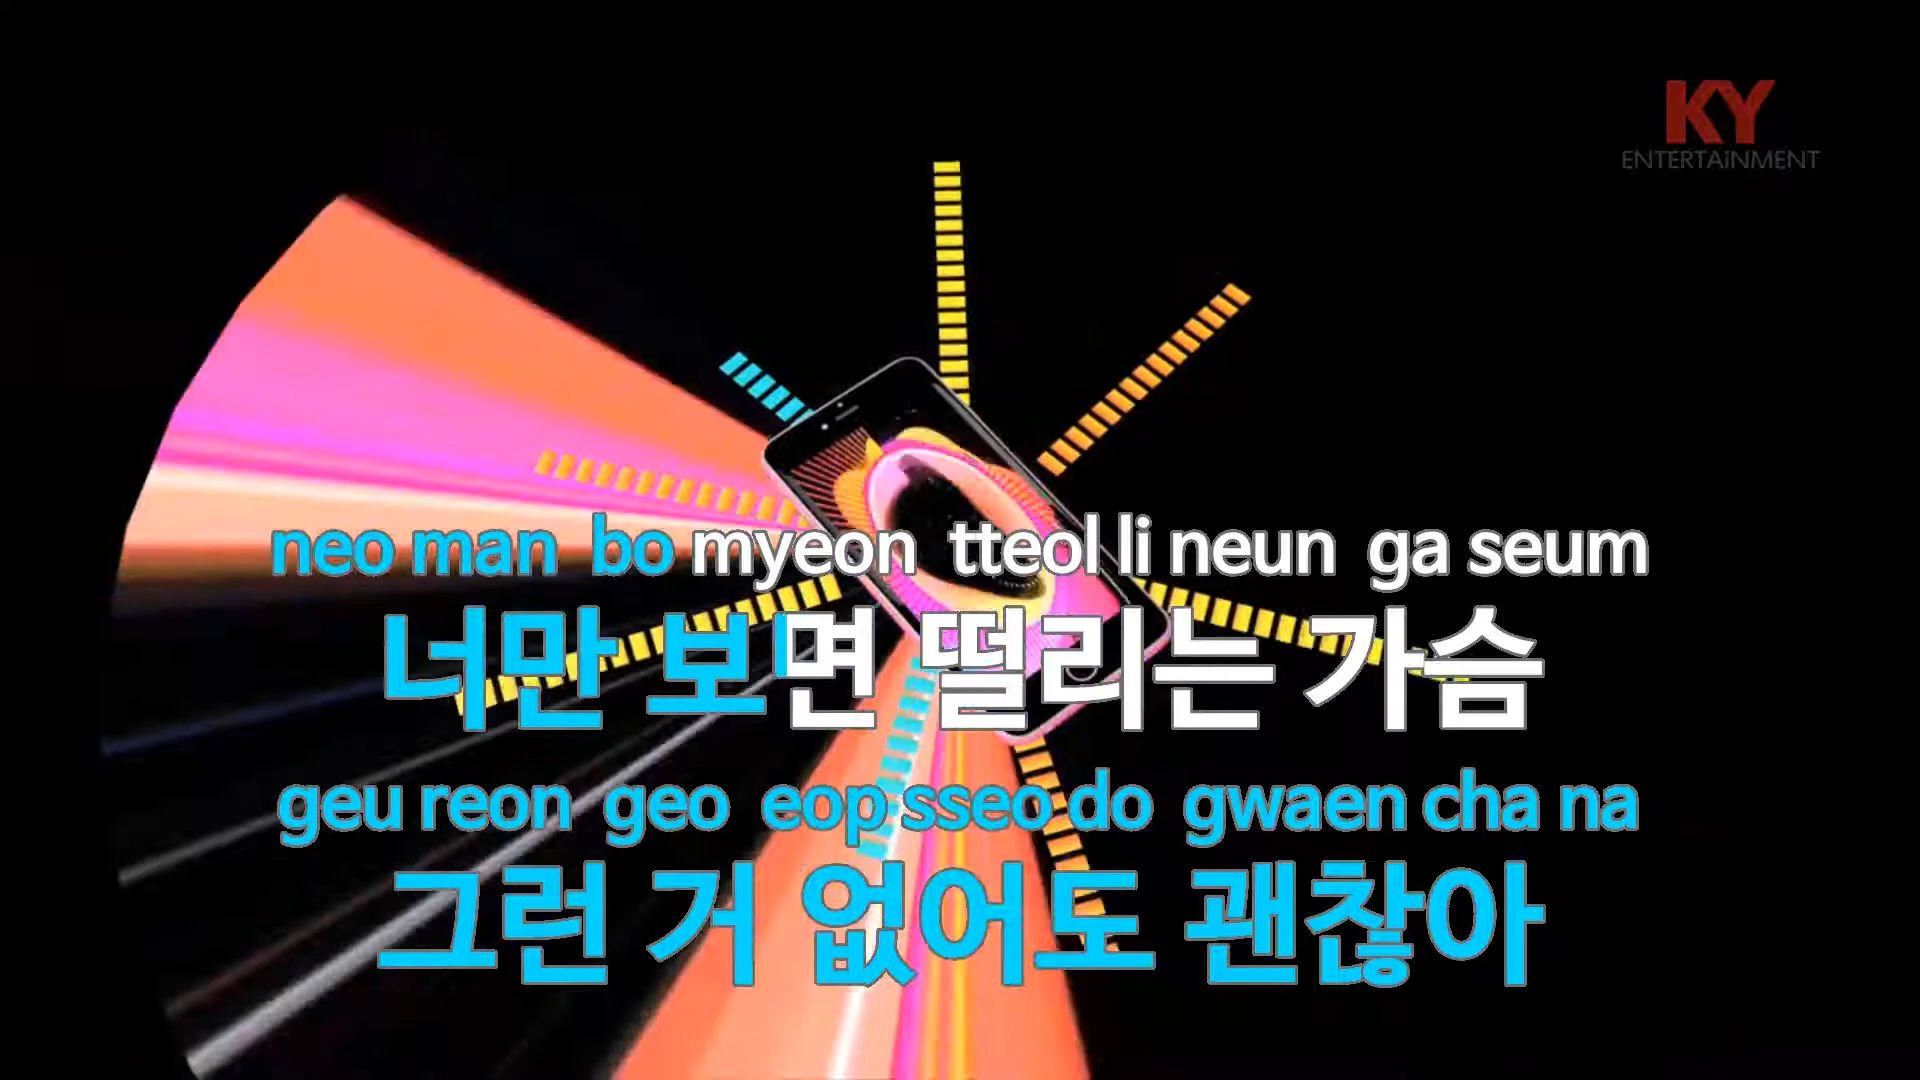 KY
ENTERTAINMENT
neo man bo myeon tteol li neun ga seum
너만 보면 떨리는 가슴
geu reon geo eop sseo do gwaen cha na
그런 거 없어도 괜찮아